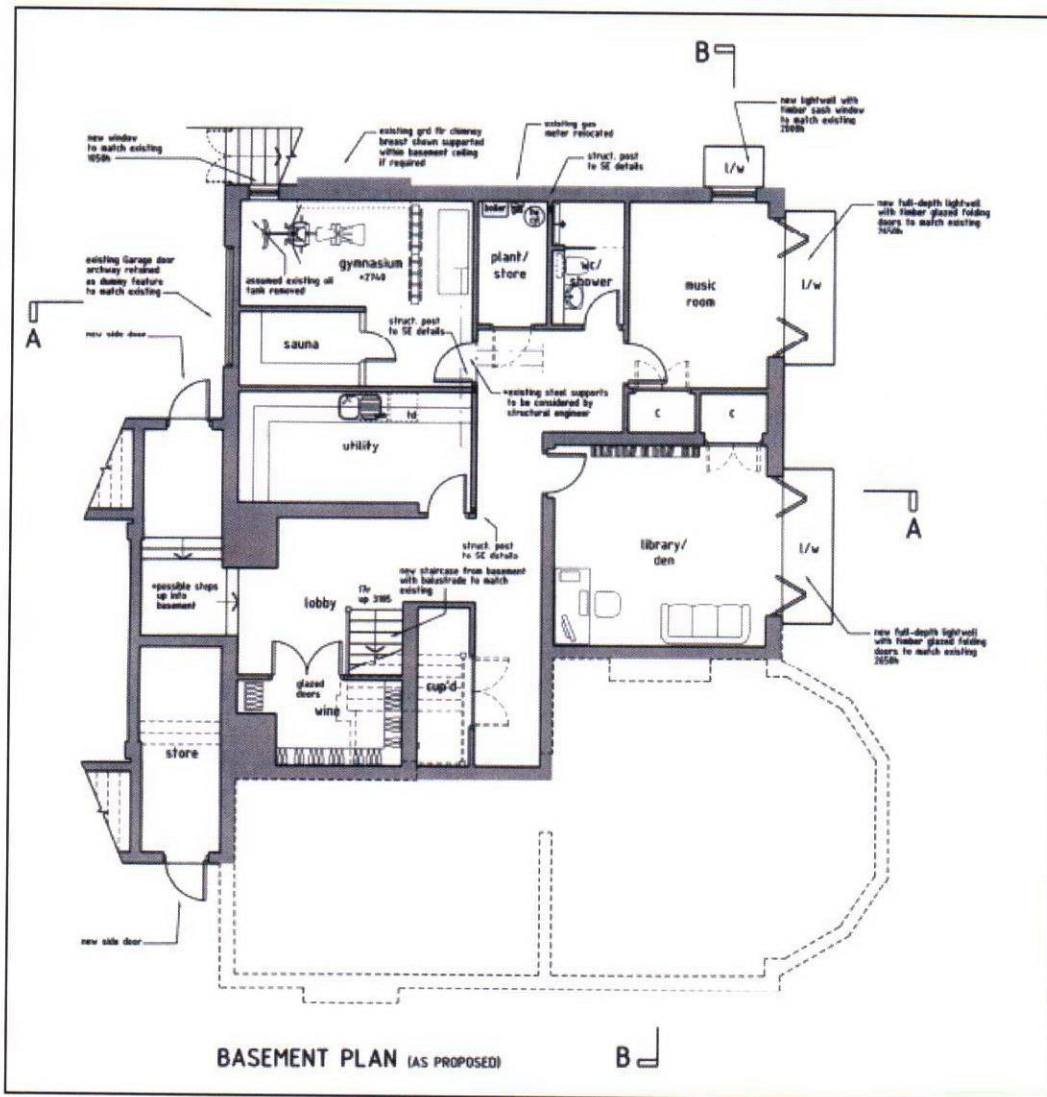 B
new lightwell with
timber sash window
to match existing
new window
to match existing
1050h
existing grd flr chimney
breast shown supported
within basement ceiling
if required
existing gas
meter relocated
struct. post
to SE details
l/w
new full-depth lightwell
with timber glazed folding
doors to match existing
2650h
boiler
gymnasium
+2740
plant/
store
wc/
shower
music
room
l/w
assumed existing oil
tank removed
existing Garage door
archway retained
as dummy feature
to match existing
A
new side door
sauna
struct. post
to SE details
*existing steel supports
to be considered by
structural engineer
c
c
td
utility
A
library/
den
l/w
struct. post
to SE details
new staircase from basement
with balustrade to match
existing
*possible steps
up into
basement
lobby
17r
up 3185
new full-depth lightwell
with timber glazed folding
doors to match existing
2650h
glazed
doors
wine
cup'd
store
new side door
BASEMENT PLAN (AS PROPOSED)
B